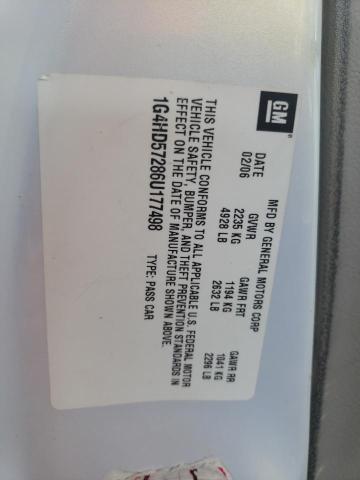 GM
MFD BY GENERAL MOTORS CORP
DATE GVWR GAWR FRT GAWR RR
02/06 2235 KG 1194 KG 1041 KG
4928 LB 2632 LB 2296 LB
THIS VEHICLE CONFORMS TO ALL APPLICABLE U.S. FEDERAL MOTOR
VEHICLE SAFETY, BUMPER, AND THEFT PREVENTION STANDARDS IN
EFFECT ON THE DATE OF MANUFACTURE SHOWN ABOVE.
1G4HD57286U177498 TYPE: PASS CAR